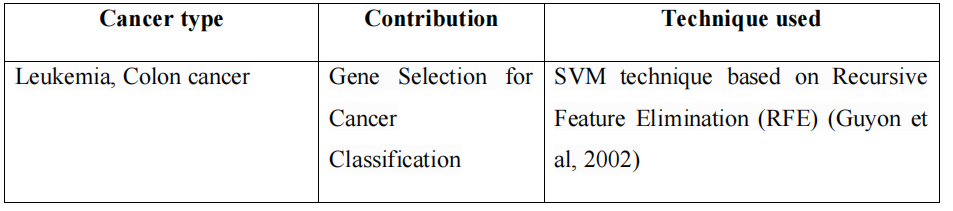 Cancer type
Contribution
Technique used
Leukemia, Colon cancer
Gene Selection for
Cancer
Classification
SVM technique based on Recursive
Feature Elimination (RFE) (Guyon et
al, 2002)